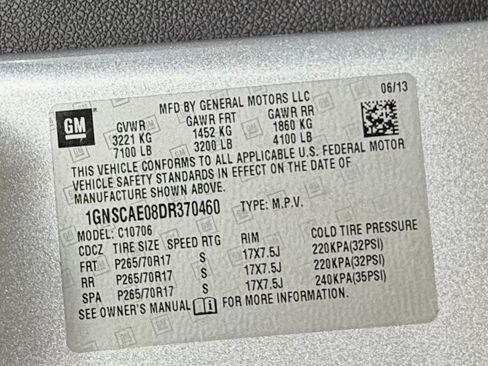 MFD BY GENERAL MOTORS LLC
06/13
GM
GVWR GAWR FRT GAWR RR
3221 KG 1452 KG 1860 KG
7100 LB 3200 LB 4100 LB
THIS VEHICLE CONFORMS TO ALL APPLICABLE U.S. FEDERAL MOTOR
VEHICLE SAFETY STANDARDS IN EFFECT ON THE DATE OF
MANUFACTURE SHOWN ABOVE.
1GNSCAE08DR370460 TYPE: M.P.V.
MODEL: C10706
CDCZ TIRE SIZE SPEED RTG RIM COLD TIRE PRESSURE
FRT P265/70R17 S 17X7.5J 220KPA(32PSI)
RR P265/70R17 S 17X7.5J 220KPA(32PSI)
SPA P265/70R17 S 17X7.5J 240KPA(35PSI)
SEE OWNER'S MANUAL FOR MORE INFORMATION.